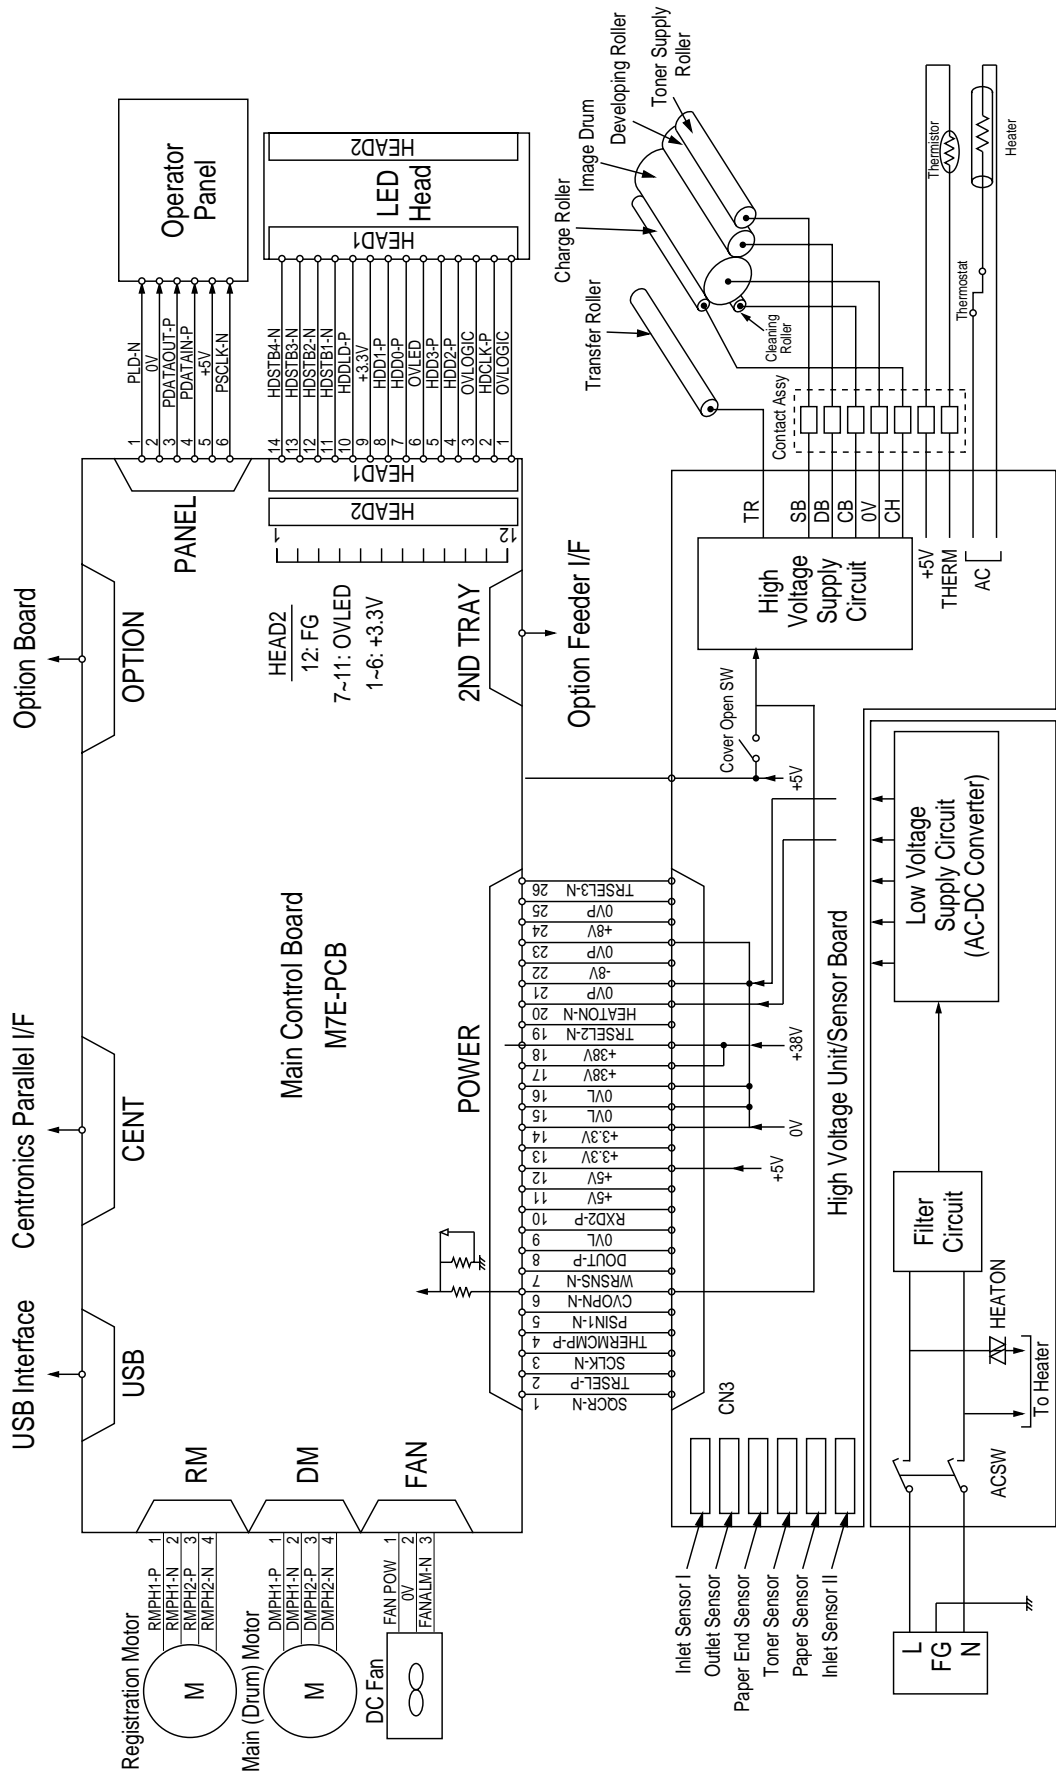 Option Board
Centronics Parallel I/F
USB Interface
OPTION
CENT
USB
PANEL
1 PLD-N
2 0V
3 PDATAOUT-P
4 PDATAIN-P
5 +5V
6 PSCLK-N
Operator
Panel
HEAD1
HEAD2
14 HDSTB4-N
13 HDSTB3-N
12 HDSTB2-N
11 HDSTB1-N
10 HDDLD-P
9 +3.3V
8 HDD1-P
7 HDD0-P
6 OVLED
5 HDD3-P
4 HDD2-P
3 OVLOGIC
2 HDCLK-P
1 OVLOGIC
HEAD1
HEAD2
LED
Head
1
12
HEAD2
12: FG
7~11: OVLED
1~6: +3.3V
2ND TRAY
Option Feeder I/F
Main Control Board
M7E-PCB
RM
DM
FAN
Registration Motor
M
RMPH1-P 1
RMPH1-N 2
RMPH2-P 3
RMPH2-N 4
Main (Drum) Motor
M
DMPH1-P 1
DMPH1-N 2
DMPH2-P 3
DMPH2-N 4
DC Fan
FAN POW 1
0V 2
FANALM-N 3
POWER
26 TRSEL3-N
25 0VP
24 +8V
23 0VP
22 -8V
21 0VP
20 HEATON-N
19 TRSEL2-N
18 +38V
17 +38V
16 0VL
15 0VL
14 +3.3V
13 +3.3V
12 +5V
11 +5V
10 RXD2-P
9 0VL
8 DOUT-P
7 WRSNS-N
6 CVOPN-N
5 PSIN1-N
4 THERMCMP-P
3 SCLK-N
2 TRSEL-P
1 SQCR-N
CN3
+5V
0V
+38V
+5V
Cover Open SW
High Voltage Unit/Sensor Board
Inlet Sensor I
Outlet Sensor
Paper End Sensor
Toner Sensor
Paper Sensor
Inlet Sensor II
High
Voltage
Supply
Circuit
TR
SB
DB
CB
0V
CH
+5V
THERM
AC
Contact Assy
Transfer Roller
Charge Roller
Image Drum
Developing Roller
Toner Supply
Roller
Cleaning
Roller
Thermistor
Thermostat
Heater
Low Voltage
Supply Circuit
(AC-DC Converter)
Filter
Circuit
HEATON
To Heater
ACSW
L
FG
N